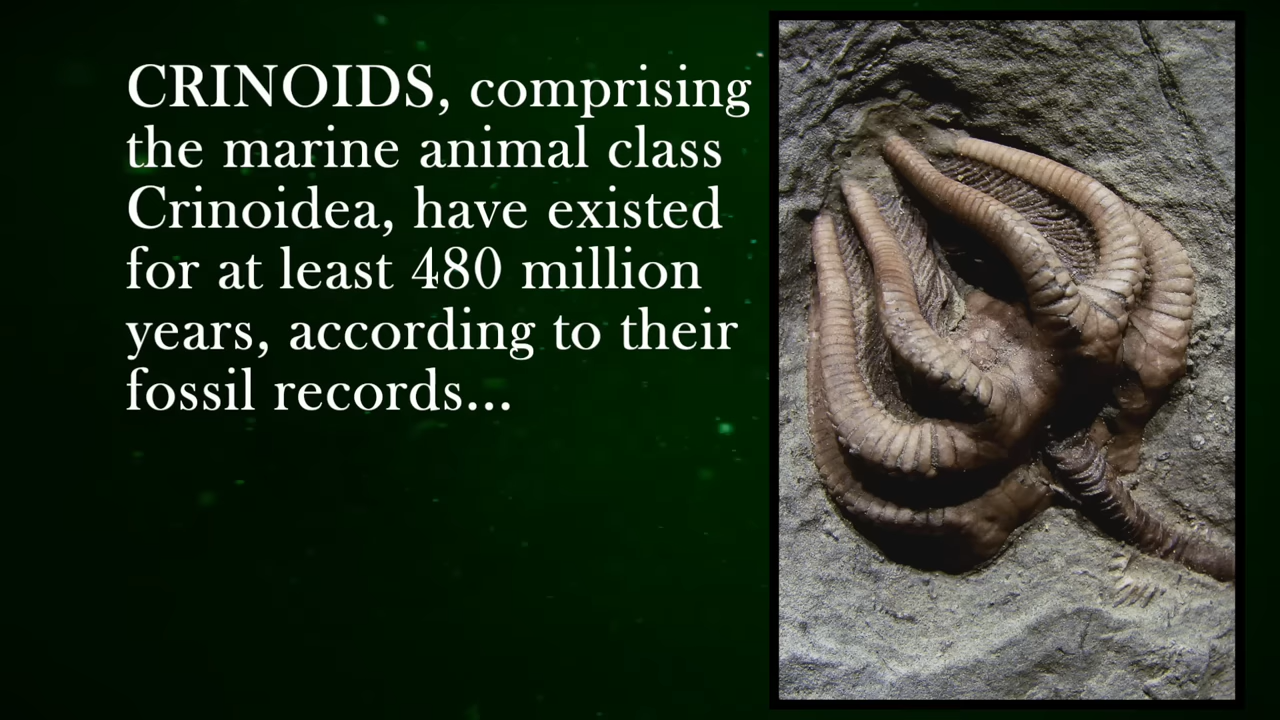 CRINOIDS, comprising
the marine animal class
Crinoidea, have existed
for at least 480 million
years, according to their
fossil records...